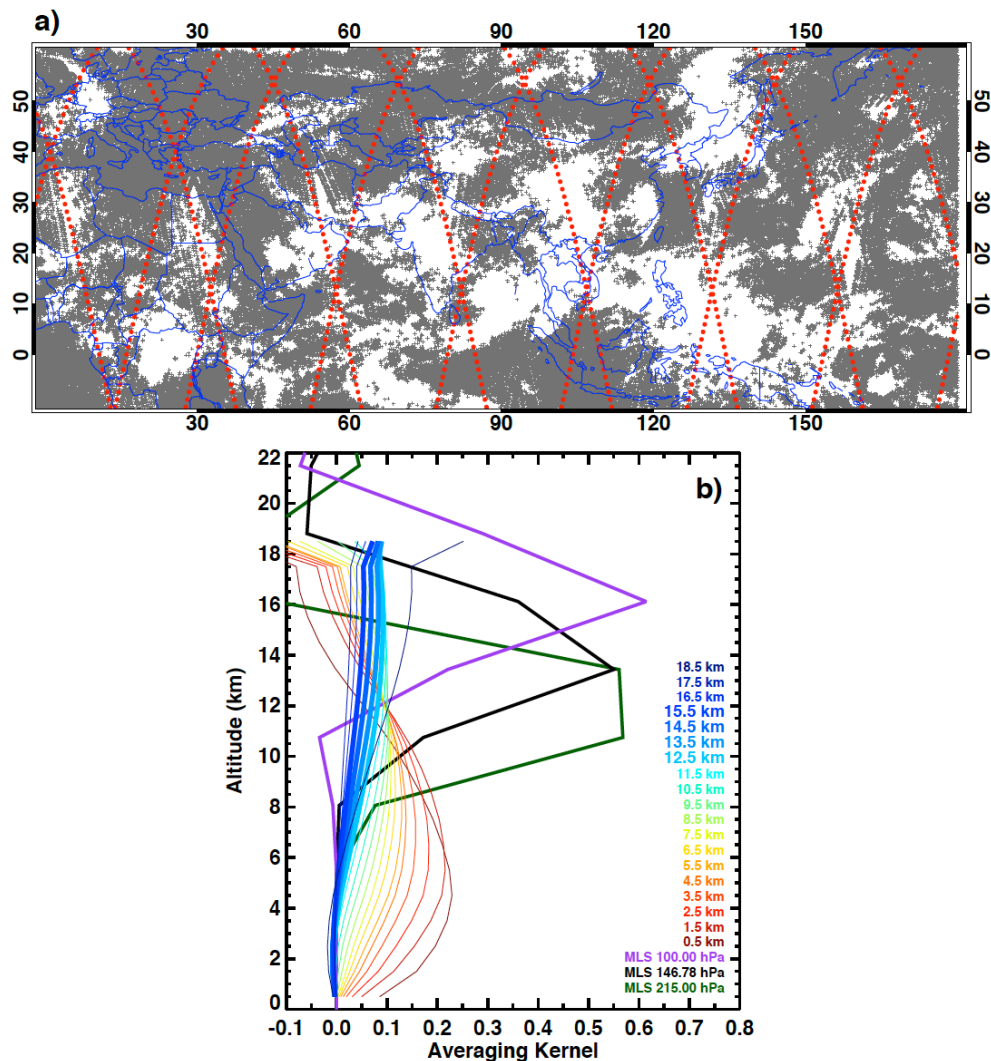 a)
30 60 90 120 150
50 50
40 40
30 30
20 20
10 10
0 0
30 60 90 120 150
b)
22
20
18
16
14
12
10
8
6
4
2
0
Altitude (km)
18.5 km
17.5 km
16.5 km
15.5 km
14.5 km
13.5 km
12.5 km
11.5 km
10.5 km
9.5 km
8.5 km
7.5 km
6.5 km
5.5 km
4.5 km
3.5 km
2.5 km
1.5 km
0.5 km
MLS 100.00 hPa
MLS 146.78 hPa
MLS 215.00 hPa
-0.1 0.0 0.1 0.2 0.3 0.4 0.5 0.6 0.7 0.8
Averaging Kernel